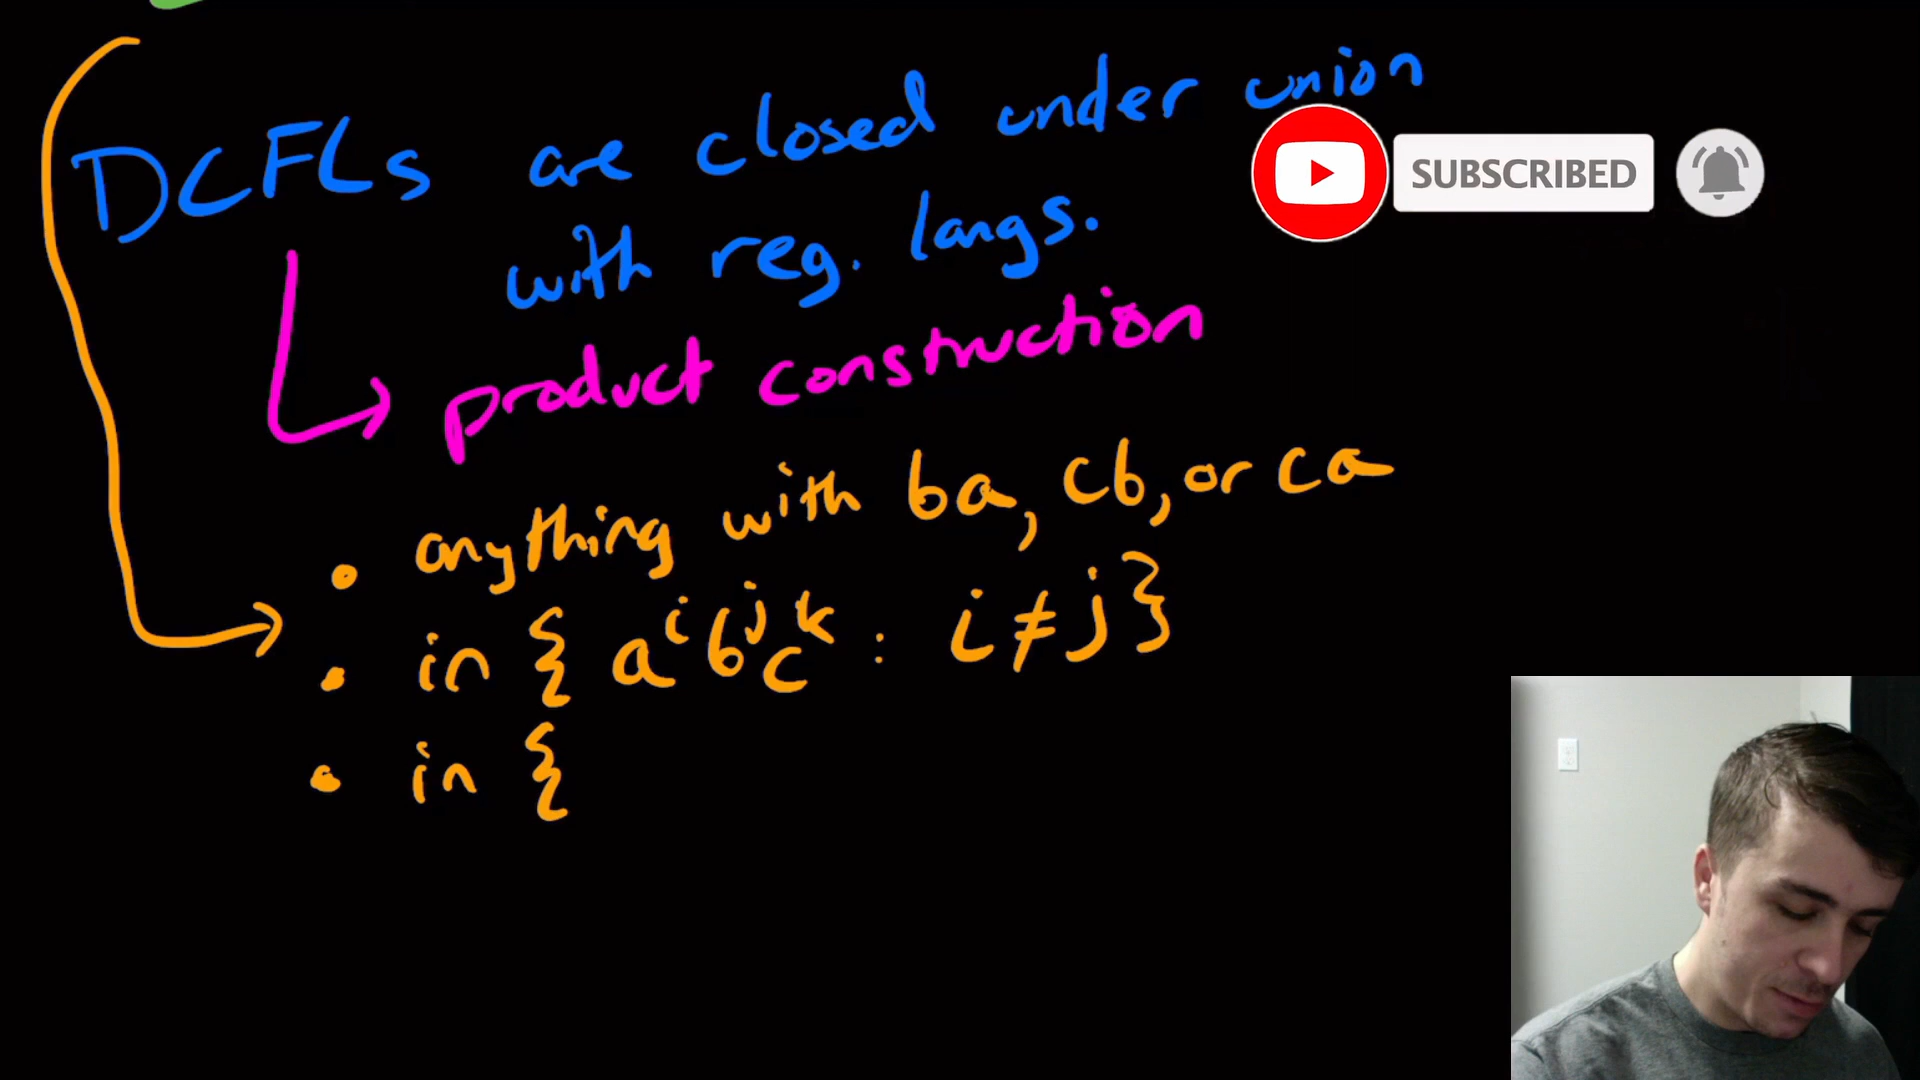 DCFLs are closed under union
SUBSCRIBED
with reg. langs.
product construction
• anything with ba, cb, or ca
• in { aⁱbʲcᵏ : i ≠ j }
• in {